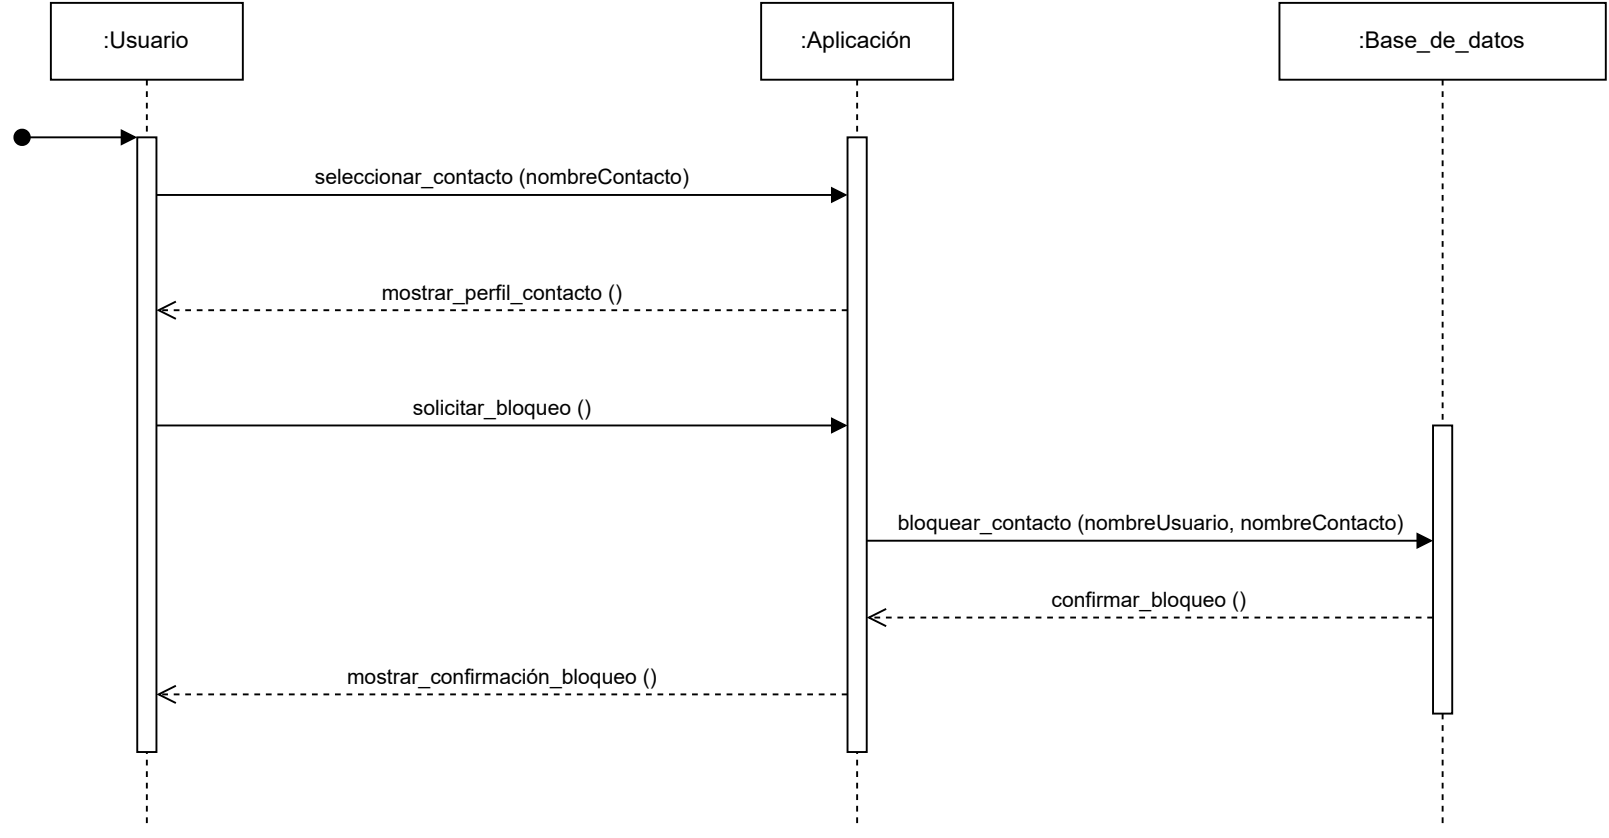 :Usuario
:Aplicación
:Base_de_datos
seleccionar_contacto (nombreContacto)
mostrar_perfil_contacto ()
solicitar_bloqueo ()
bloquear_contacto (nombreUsuario, nombreContacto)
confirmar_bloqueo ()
mostrar_confirmación_bloqueo ()